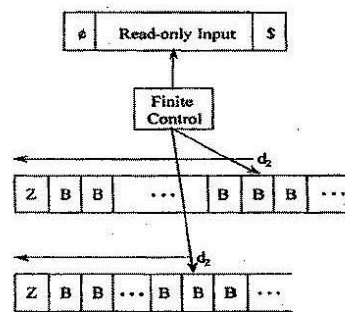 ¢ Read-only Input $
Finite
Control
d₂
Z B B ... B B B ...
d₂
Z B B ... B B B ...